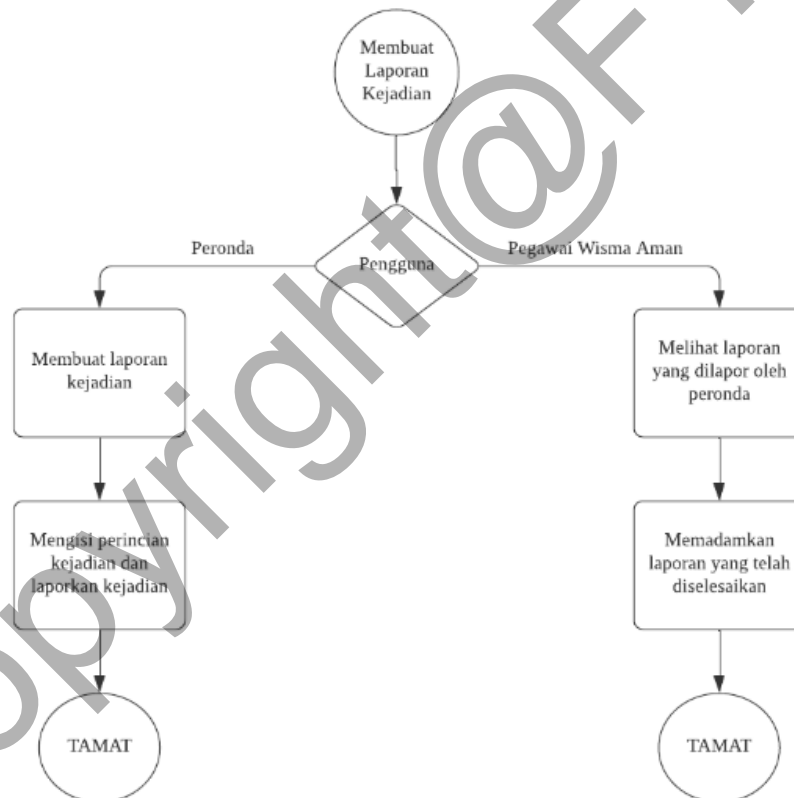 Membuat
Laporan
Kejadian
Peronda
Pengguna
Pegawai Wisma Aman
Membuat laporan
kejadian
Melihat laporan
yang dilapor oleh
peronda
Mengisi perincian
kejadian dan
laporkan kejadian
Memadamkan
laporan yang telah
diselesaikan
TAMAT
TAMAT
opyright@F